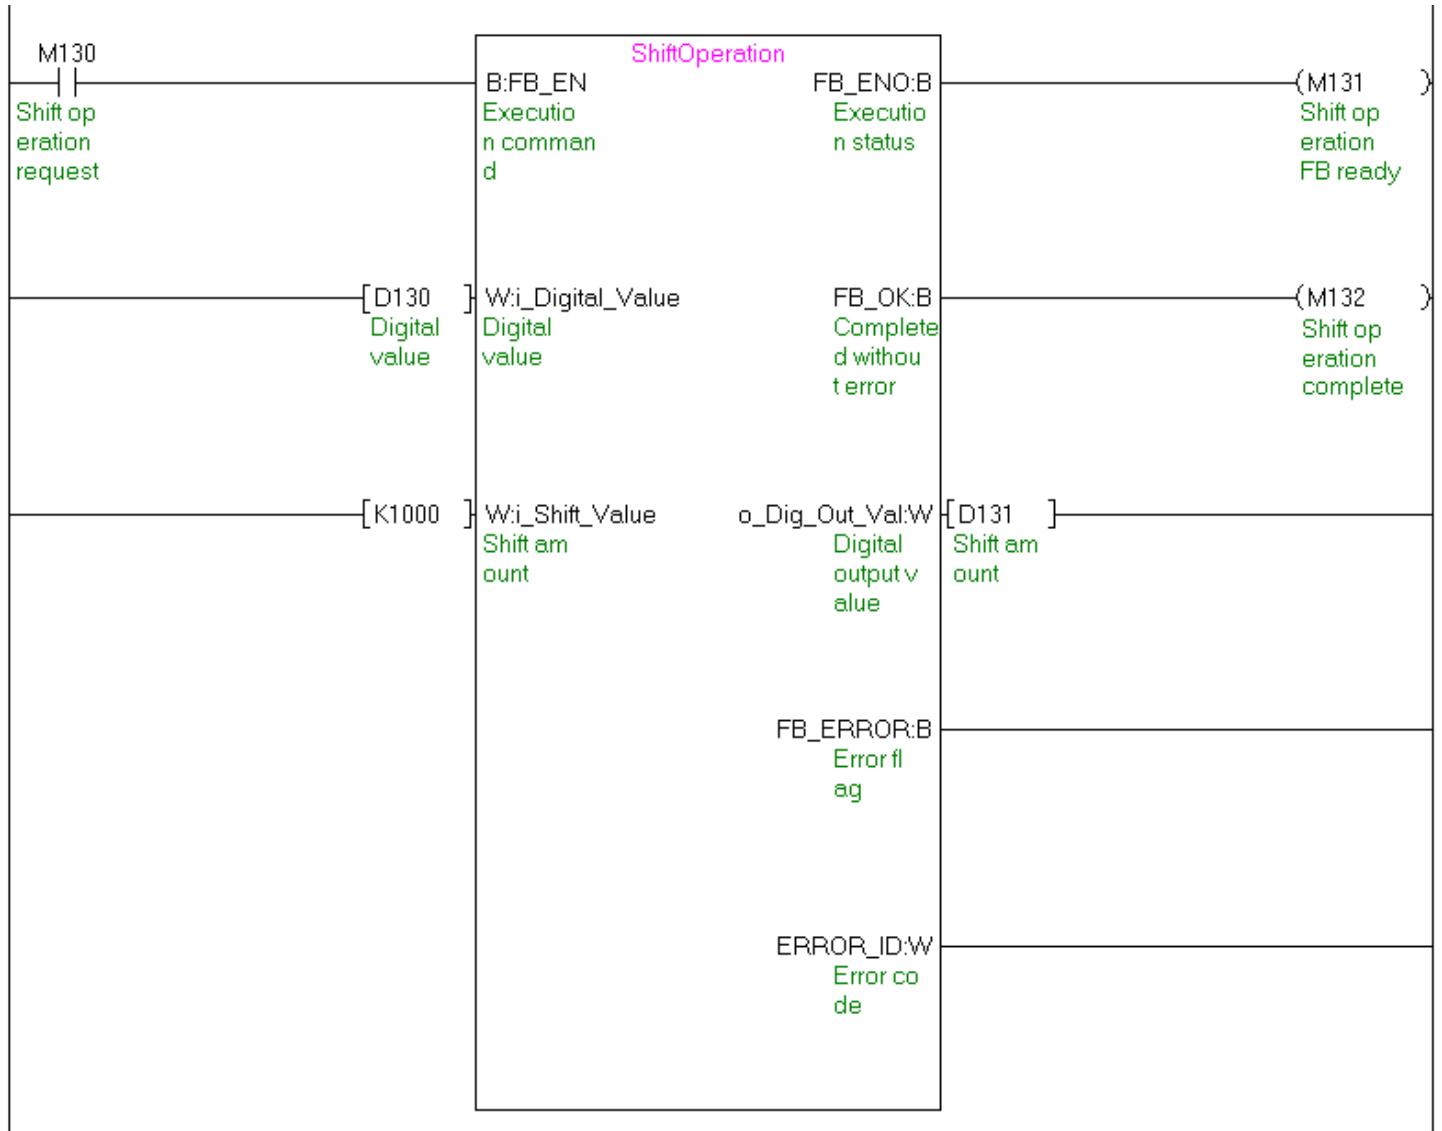 ShiftOperation
M130
B:FB_EN
FB_ENO:B
(M131 )
Shift op
eration
request
Executio
n comman
d
Executio
n status
Shift op
eration
FB ready
[D130 ]
W:i_Digital_Value
FB_OK:B
(M132 )
Digital
value
Digital
value
Complete
d withou
t error
Shift op
eration
complete
[K1000 ]
W:i_Shift_Value
o_Dig_Out_Val:W
[D131 ]
Shift am
ount
Digital
output v
alue
Shift am
ount
FB_ERROR:B
Error fl
ag
ERROR_ID:W
Error co
de